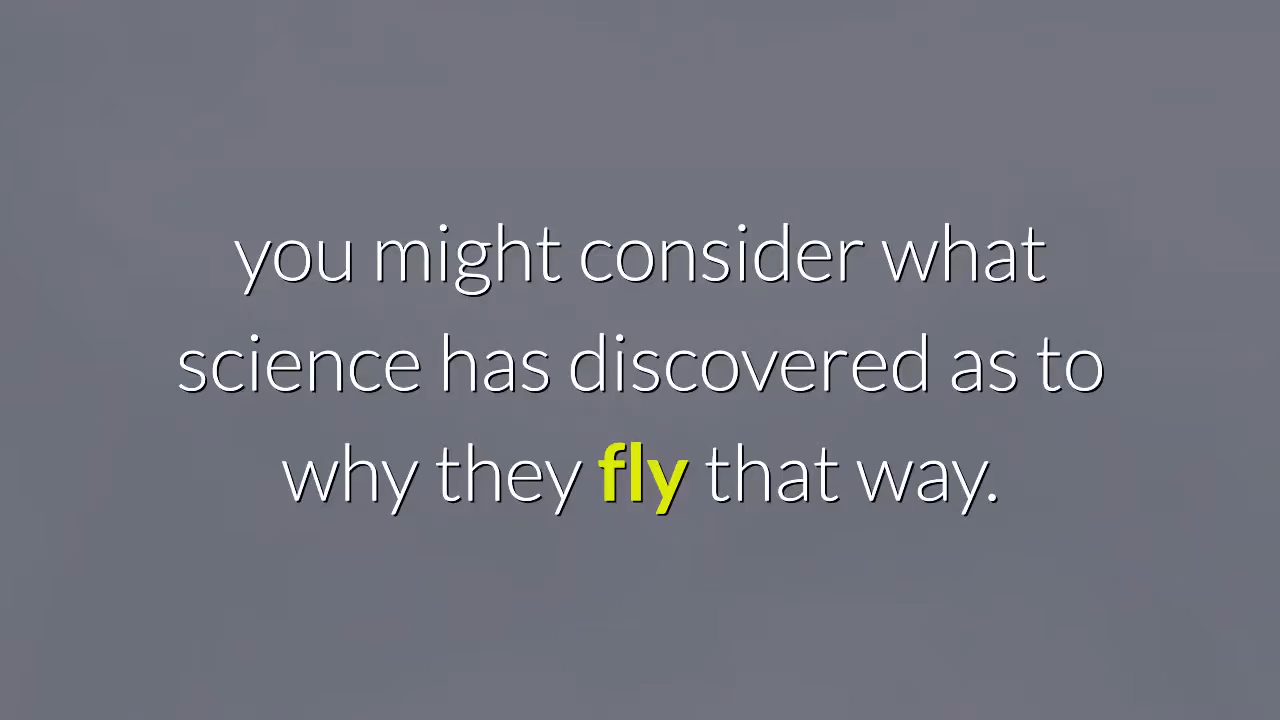 you might consider what
science has discovered as to
why they fly that way.